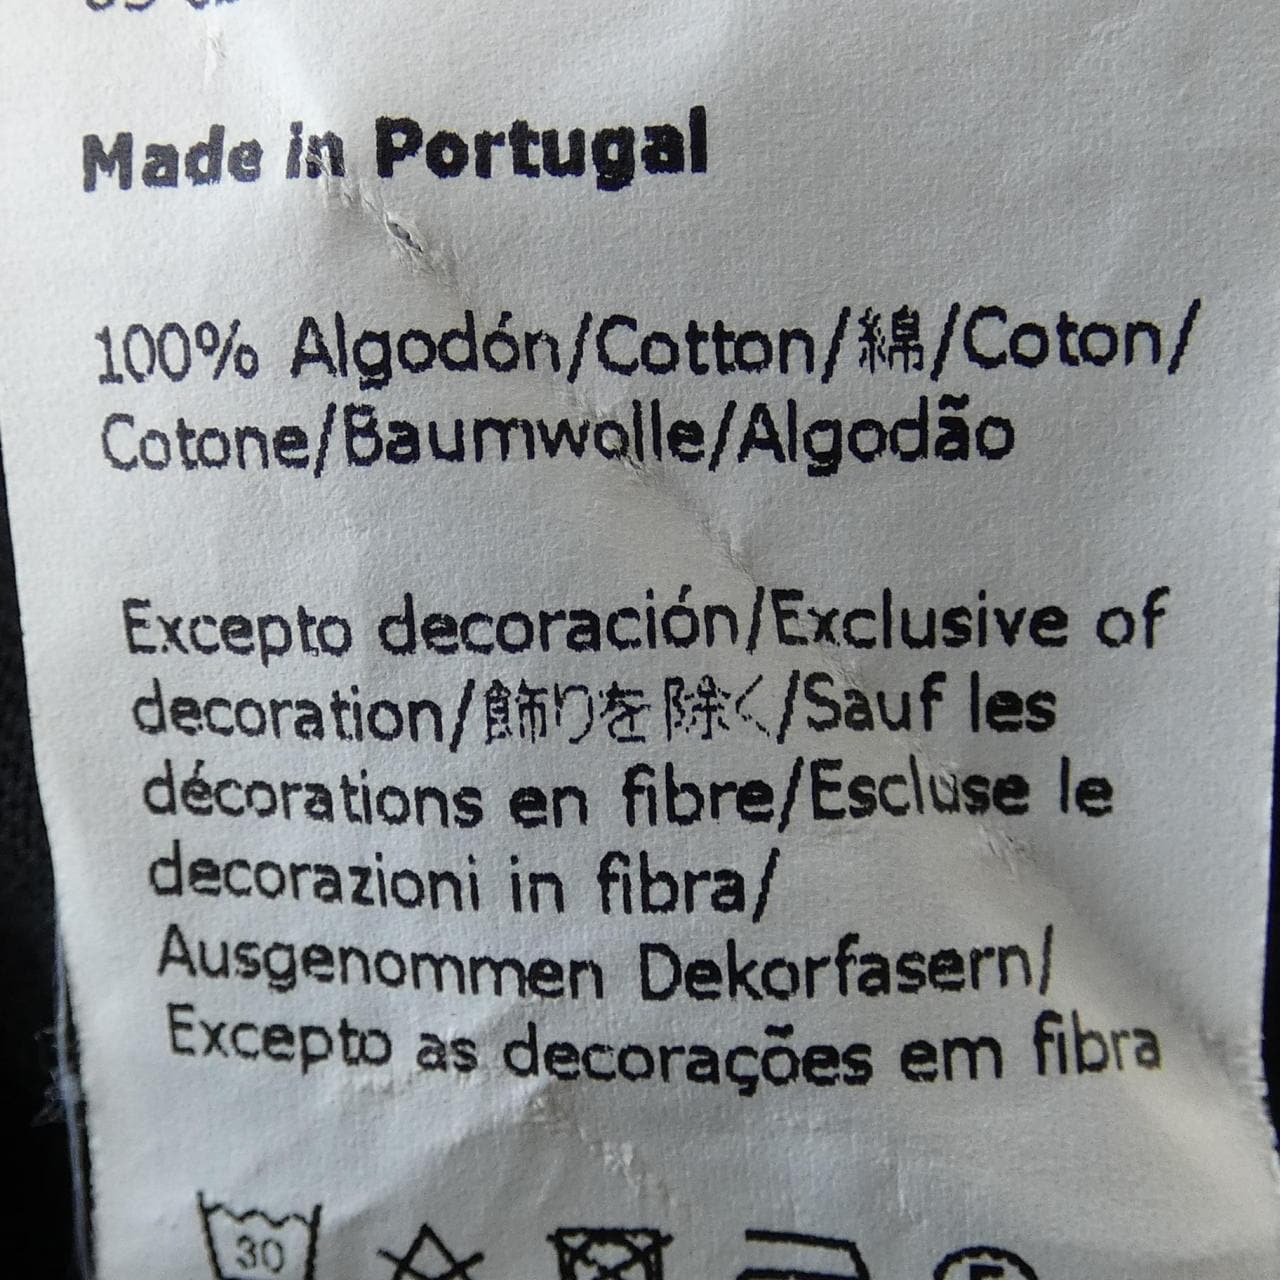 Made in Portugal
100% Algodón/Cotton/綿/Coton/
Cotone/Baumwolle/Algodão
Excepto decoración/Exclusive of
decoration/飾りを除く/Sauf les
décorations en fibre/Escluse le
decorazioni in fibra/
Ausgenommen Dekorfasern/
Excepto as decorações em fibra
30